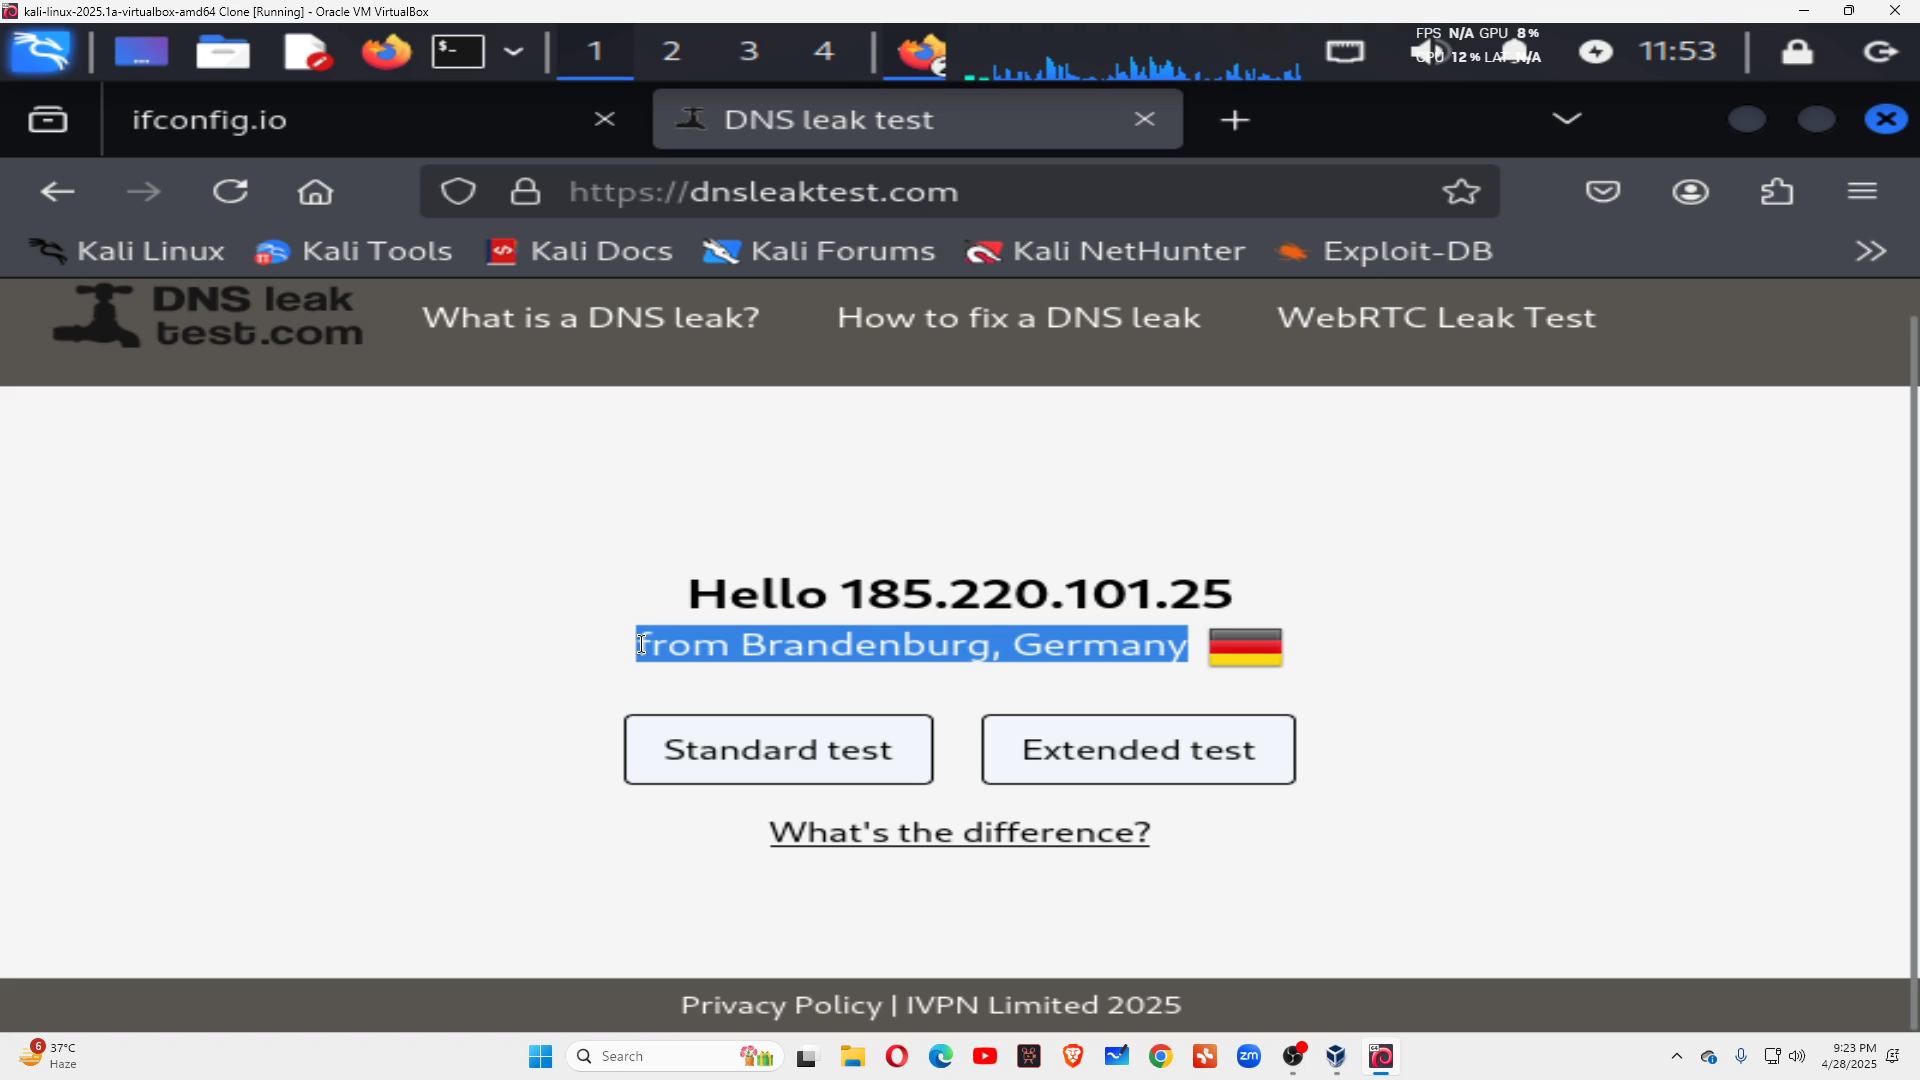 kali-linux-2025.1a-virtualbox-amd64 Clone [Running] - Oracle VM VirtualBox
1 2 3 4
FPS N/A GPU 8 %
12 % LAT N/A
11:53
ifconfig.io
DNS leak test
https://dnsleaktest.com
Kali Linux
Kali Tools
Kali Docs
Kali Forums
Kali NetHunter
Exploit-DB
DNS leak
test.com
What is a DNS leak?
How to fix a DNS leak
WebRTC Leak Test
Hello 185.220.101.25
from Brandenburg, Germany
Standard test
Extended test
What's the difference?
Privacy Policy | IVPN Limited 2025
6
37°C
Haze
Search
zm
9:23 PM
4/28/2025